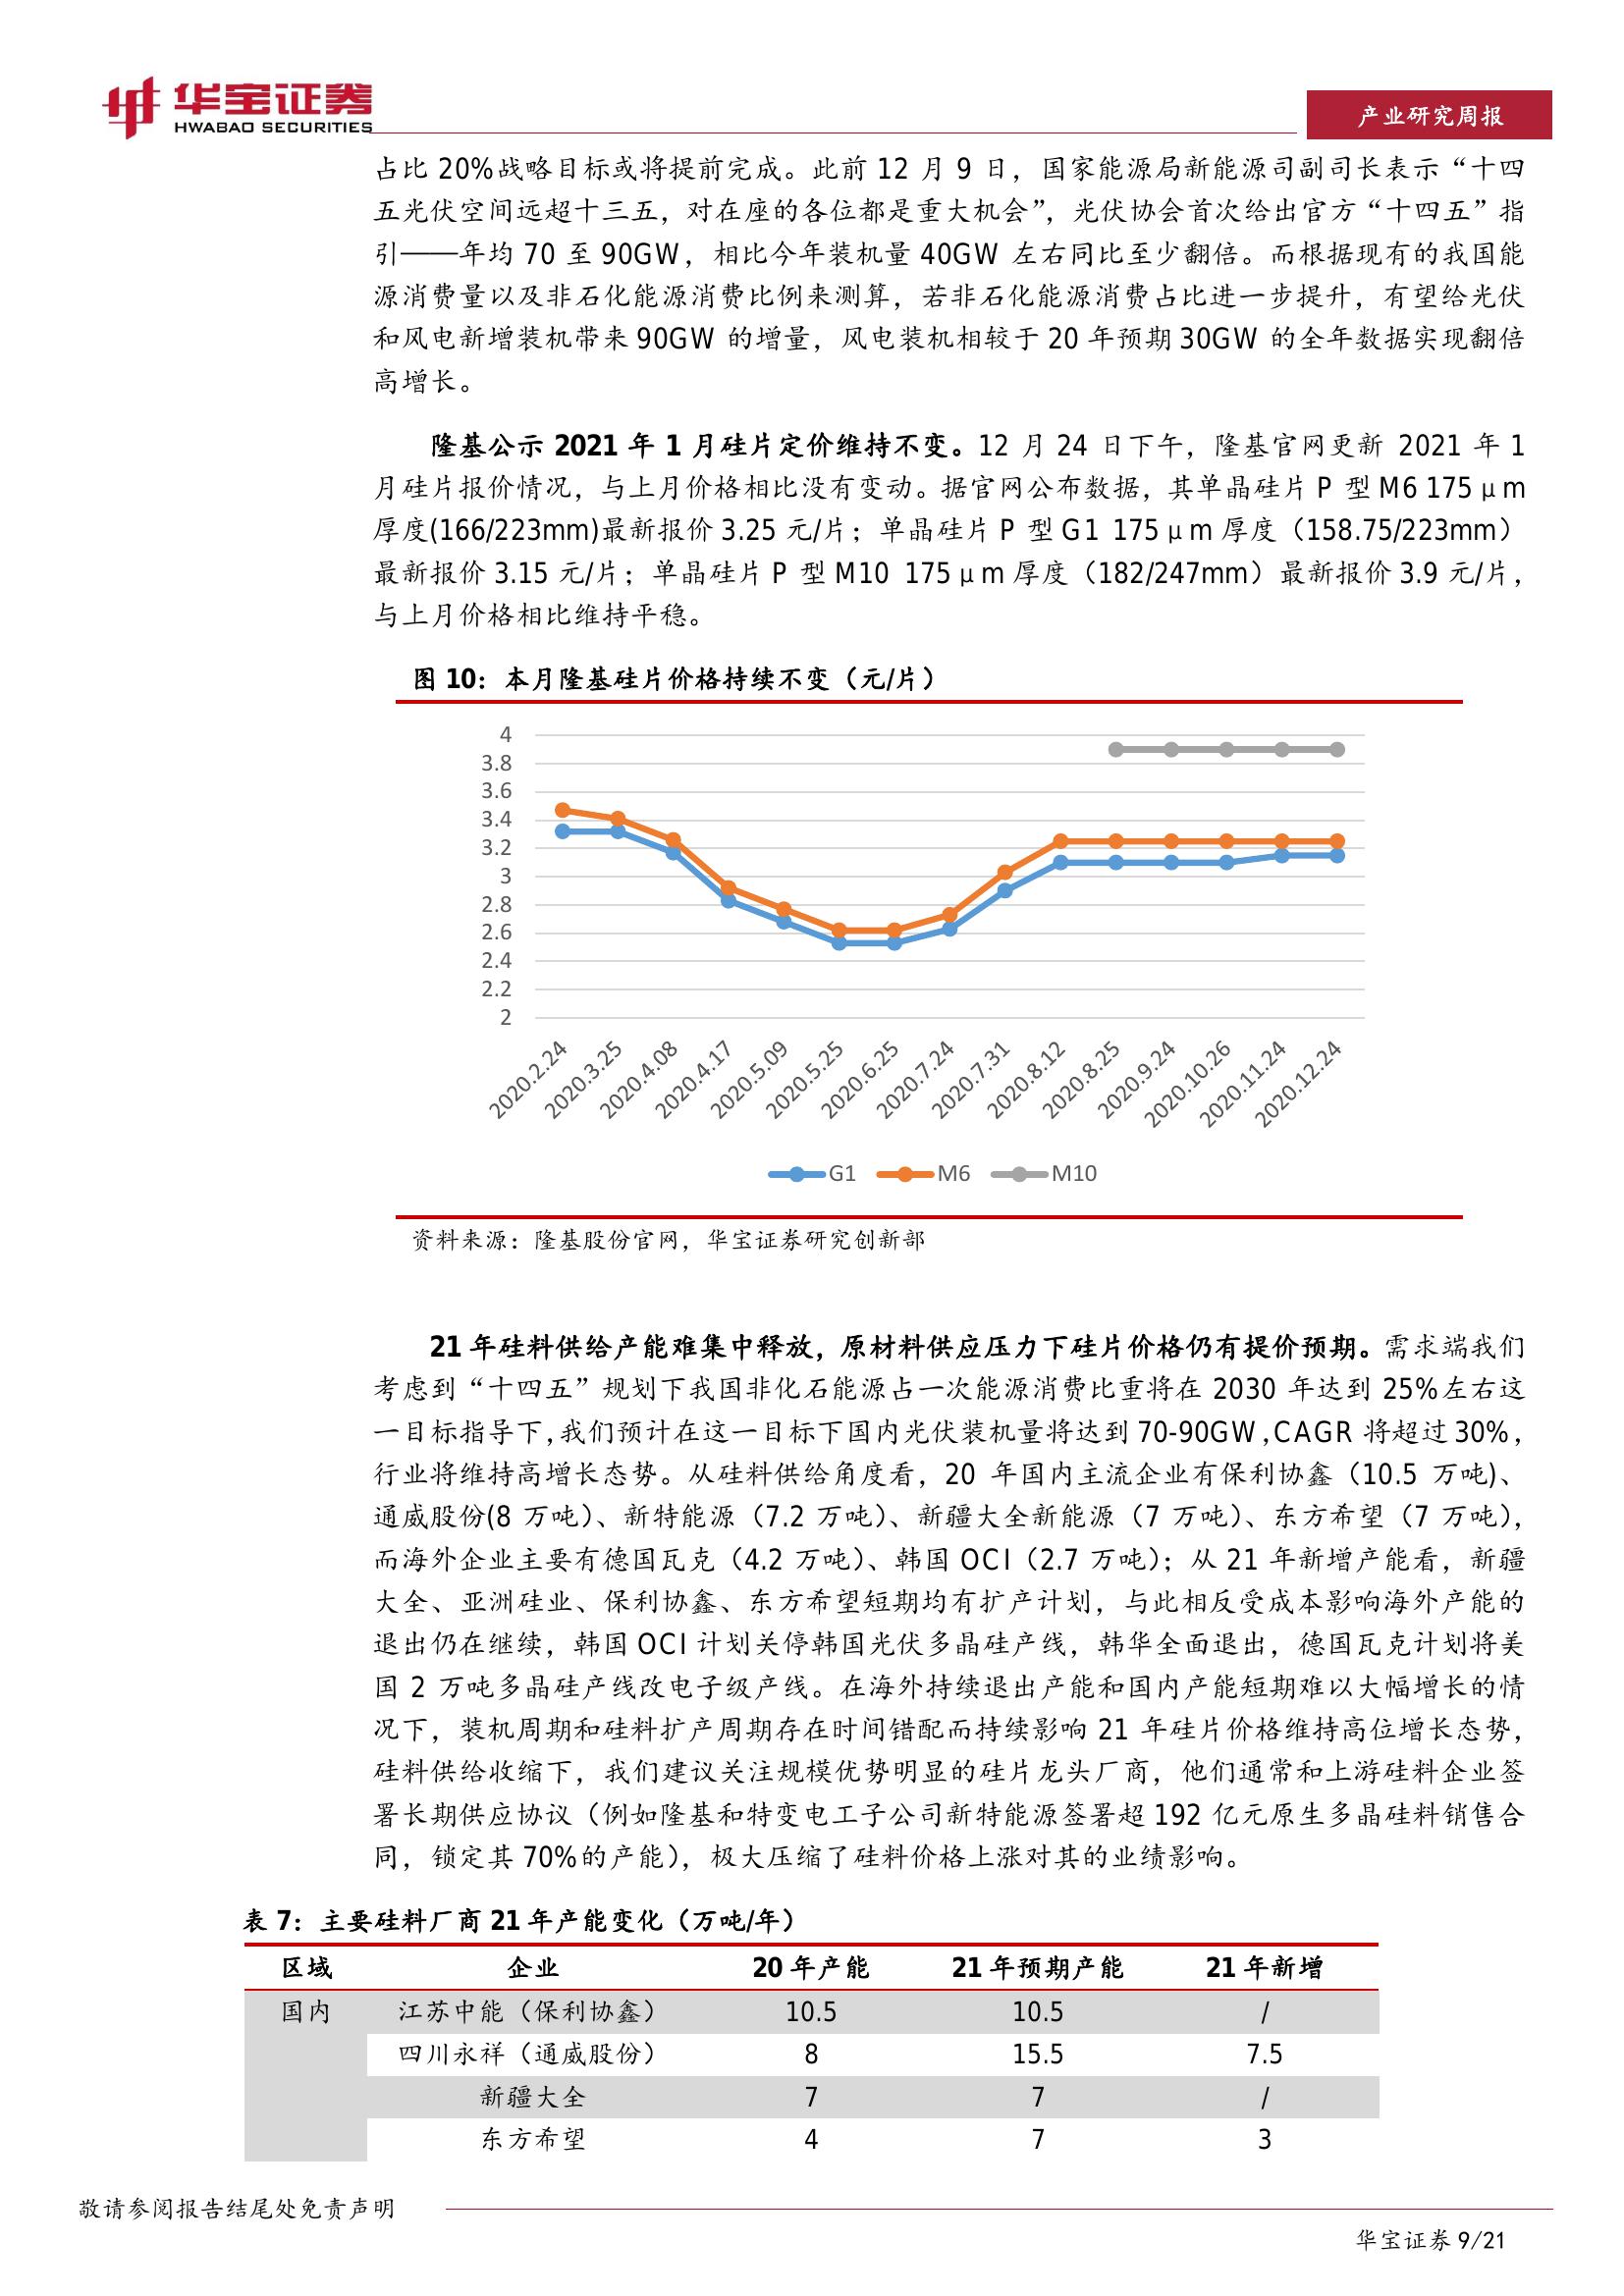 华宝证券
HWABAO SECURITIES
产业研究周报
占比 20%战略目标或将提前完成。此前 12 月 9 日，国家能源局新能源司副司长表示“十四
五光伏空间远超十三五，对在座的各位都是重大机会”，光伏协会首次给出官方“十四五”指
引——年均 70 至 90GW，相比今年装机量 40GW 左右同比至少翻倍。而根据现有的我国能
源消费量以及非石化能源消费比例来测算，若非石化能源消费占比进一步提升，有望给光伏
和风电新增装机带来 90GW 的增量，风电装机相较于 20 年预期 30GW 的全年数据实现翻倍
高增长。
隆基公示 2021 年 1 月硅片定价维持不变。12 月 24 日下午，隆基官网更新 2021 年 1
月硅片报价情况，与上月价格相比没有变动。据官网公布数据，其单晶硅片 P 型 M6 175μm
厚度(166/223mm)最新报价 3.25 元/片；单晶硅片 P 型 G1 175μm 厚度（158.75/223mm）
最新报价 3.15 元/片；单晶硅片 P 型 M10 175μm 厚度（182/247mm）最新报价 3.9 元/片，
与上月价格相比维持平稳。
图 10：本月隆基硅片价格持续不变（元/片）
4
3.8
3.6
3.4
3.2
3
2.8
2.6
2.4
2.2
2
2020.2.24
2020.3.25
2020.4.08
2020.4.17
2020.5.09
2020.5.25
2020.6.25
2020.7.24
2020.7.31
2020.8.12
2020.8.25
2020.9.24
2020.10.26
2020.11.24
2020.12.24
G1 M6 M10
资料来源：隆基股份官网，华宝证券研究创新部
21 年硅料供给产能难集中释放，原材料供应压力下硅片价格仍有提价预期。需求端我们
考虑到“十四五”规划下我国非化石能源占一次能源消费比重将在 2030 年达到 25%左右这
一目标指导下,我们预计在这一目标下国内光伏装机量将达到 70-90GW,CAGR 将超过 30%，
行业将维持高增长态势。从硅料供给角度看，20 年国内主流企业有保利协鑫（10.5 万吨)、
通威股份(8 万吨）、新特能源（7.2 万吨）、新疆大全新能源（7 万吨）、东方希望（7 万吨），
而海外企业主要有德国瓦克（4.2 万吨）、韩国 OCI（2.7 万吨）；从 21 年新增产能看，新疆
大全、亚洲硅业、保利协鑫、东方希望短期均有扩产计划，与此相反受成本影响海外产能的
退出仍在继续，韩国 OCI 计划关停韩国光伏多晶硅产线，韩华全面退出，德国瓦克计划将美
国 2 万吨多晶硅产线改电子级产线。在海外持续退出产能和国内产能短期难以大幅增长的情
况下，装机周期和硅料扩产周期存在时间错配而持续影响 21 年硅片价格维持高位增长态势，
硅料供给收缩下，我们建议关注规模优势明显的硅片龙头厂商，他们通常和上游硅料企业签
署长期供应协议（例如隆基和特变电工子公司新特能源签署超 192 亿元原生多晶硅料销售合
同，锁定其 70%的产能），极大压缩了硅料价格上涨对其的业绩影响。
表 7：主要硅料厂商 21 年产能变化（万吨/年）
区域 企业 20 年产能 21 年预期产能 21 年新增
国内 江苏中能（保利协鑫） 10.5 10.5 /
四川永祥（通威股份） 8 15.5 7.5
新疆大全 7 7 /
东方希望 4 7 3
敬请参阅报告结尾处免责声明
华宝证券 9/21